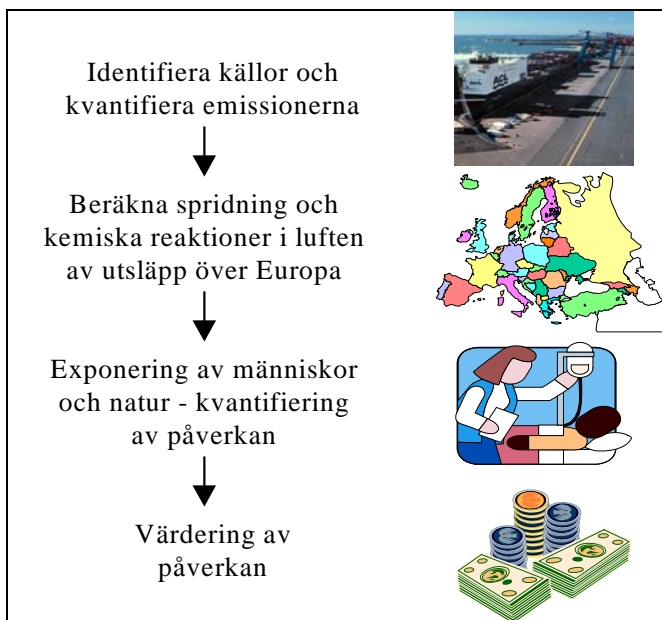 Identifiera källor och
kvantifiera emissionerna
Beräkna spridning och
kemiska reaktioner i luften
av utsläpp över Europa
Exponering av människor
och natur - kvantifiering
av påverkan
Värdering av
påverkan
ACL